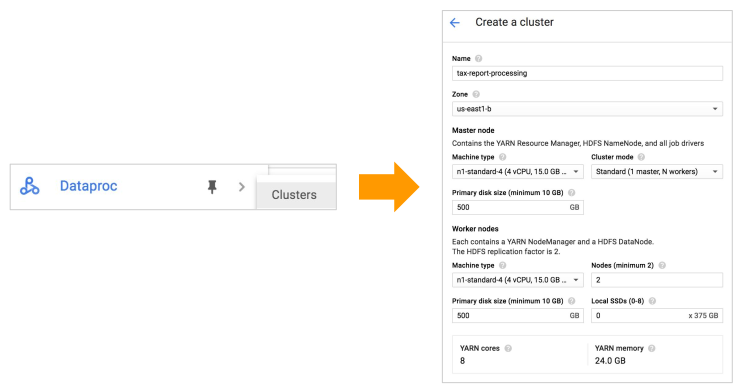 Dataproc
Clusters
Create a cluster
Name
tax-report-processing
Zone
us-east1-b
Master node
Contains the YARN Resource Manager, HDFS NameNode, and all job drivers
Machine type
Cluster mode
n1-standard-4 (4 vCPU, 15.0 GB ...
Standard (1 master, N workers)
Primary disk size (minimum 10 GB)
500 GB
Worker nodes
Each contains a YARN NodeManager and a HDFS DataNode.
The HDFS replication factor is 2.
Machine type
Nodes (minimum 2)
n1-standard-4 (4 vCPU, 15.0 GB ...
2
Primary disk size (minimum 10 GB)
Local SSDs (0-8)
500 GB
0 x 375 GB
YARN cores
YARN memory
8
24.0 GB